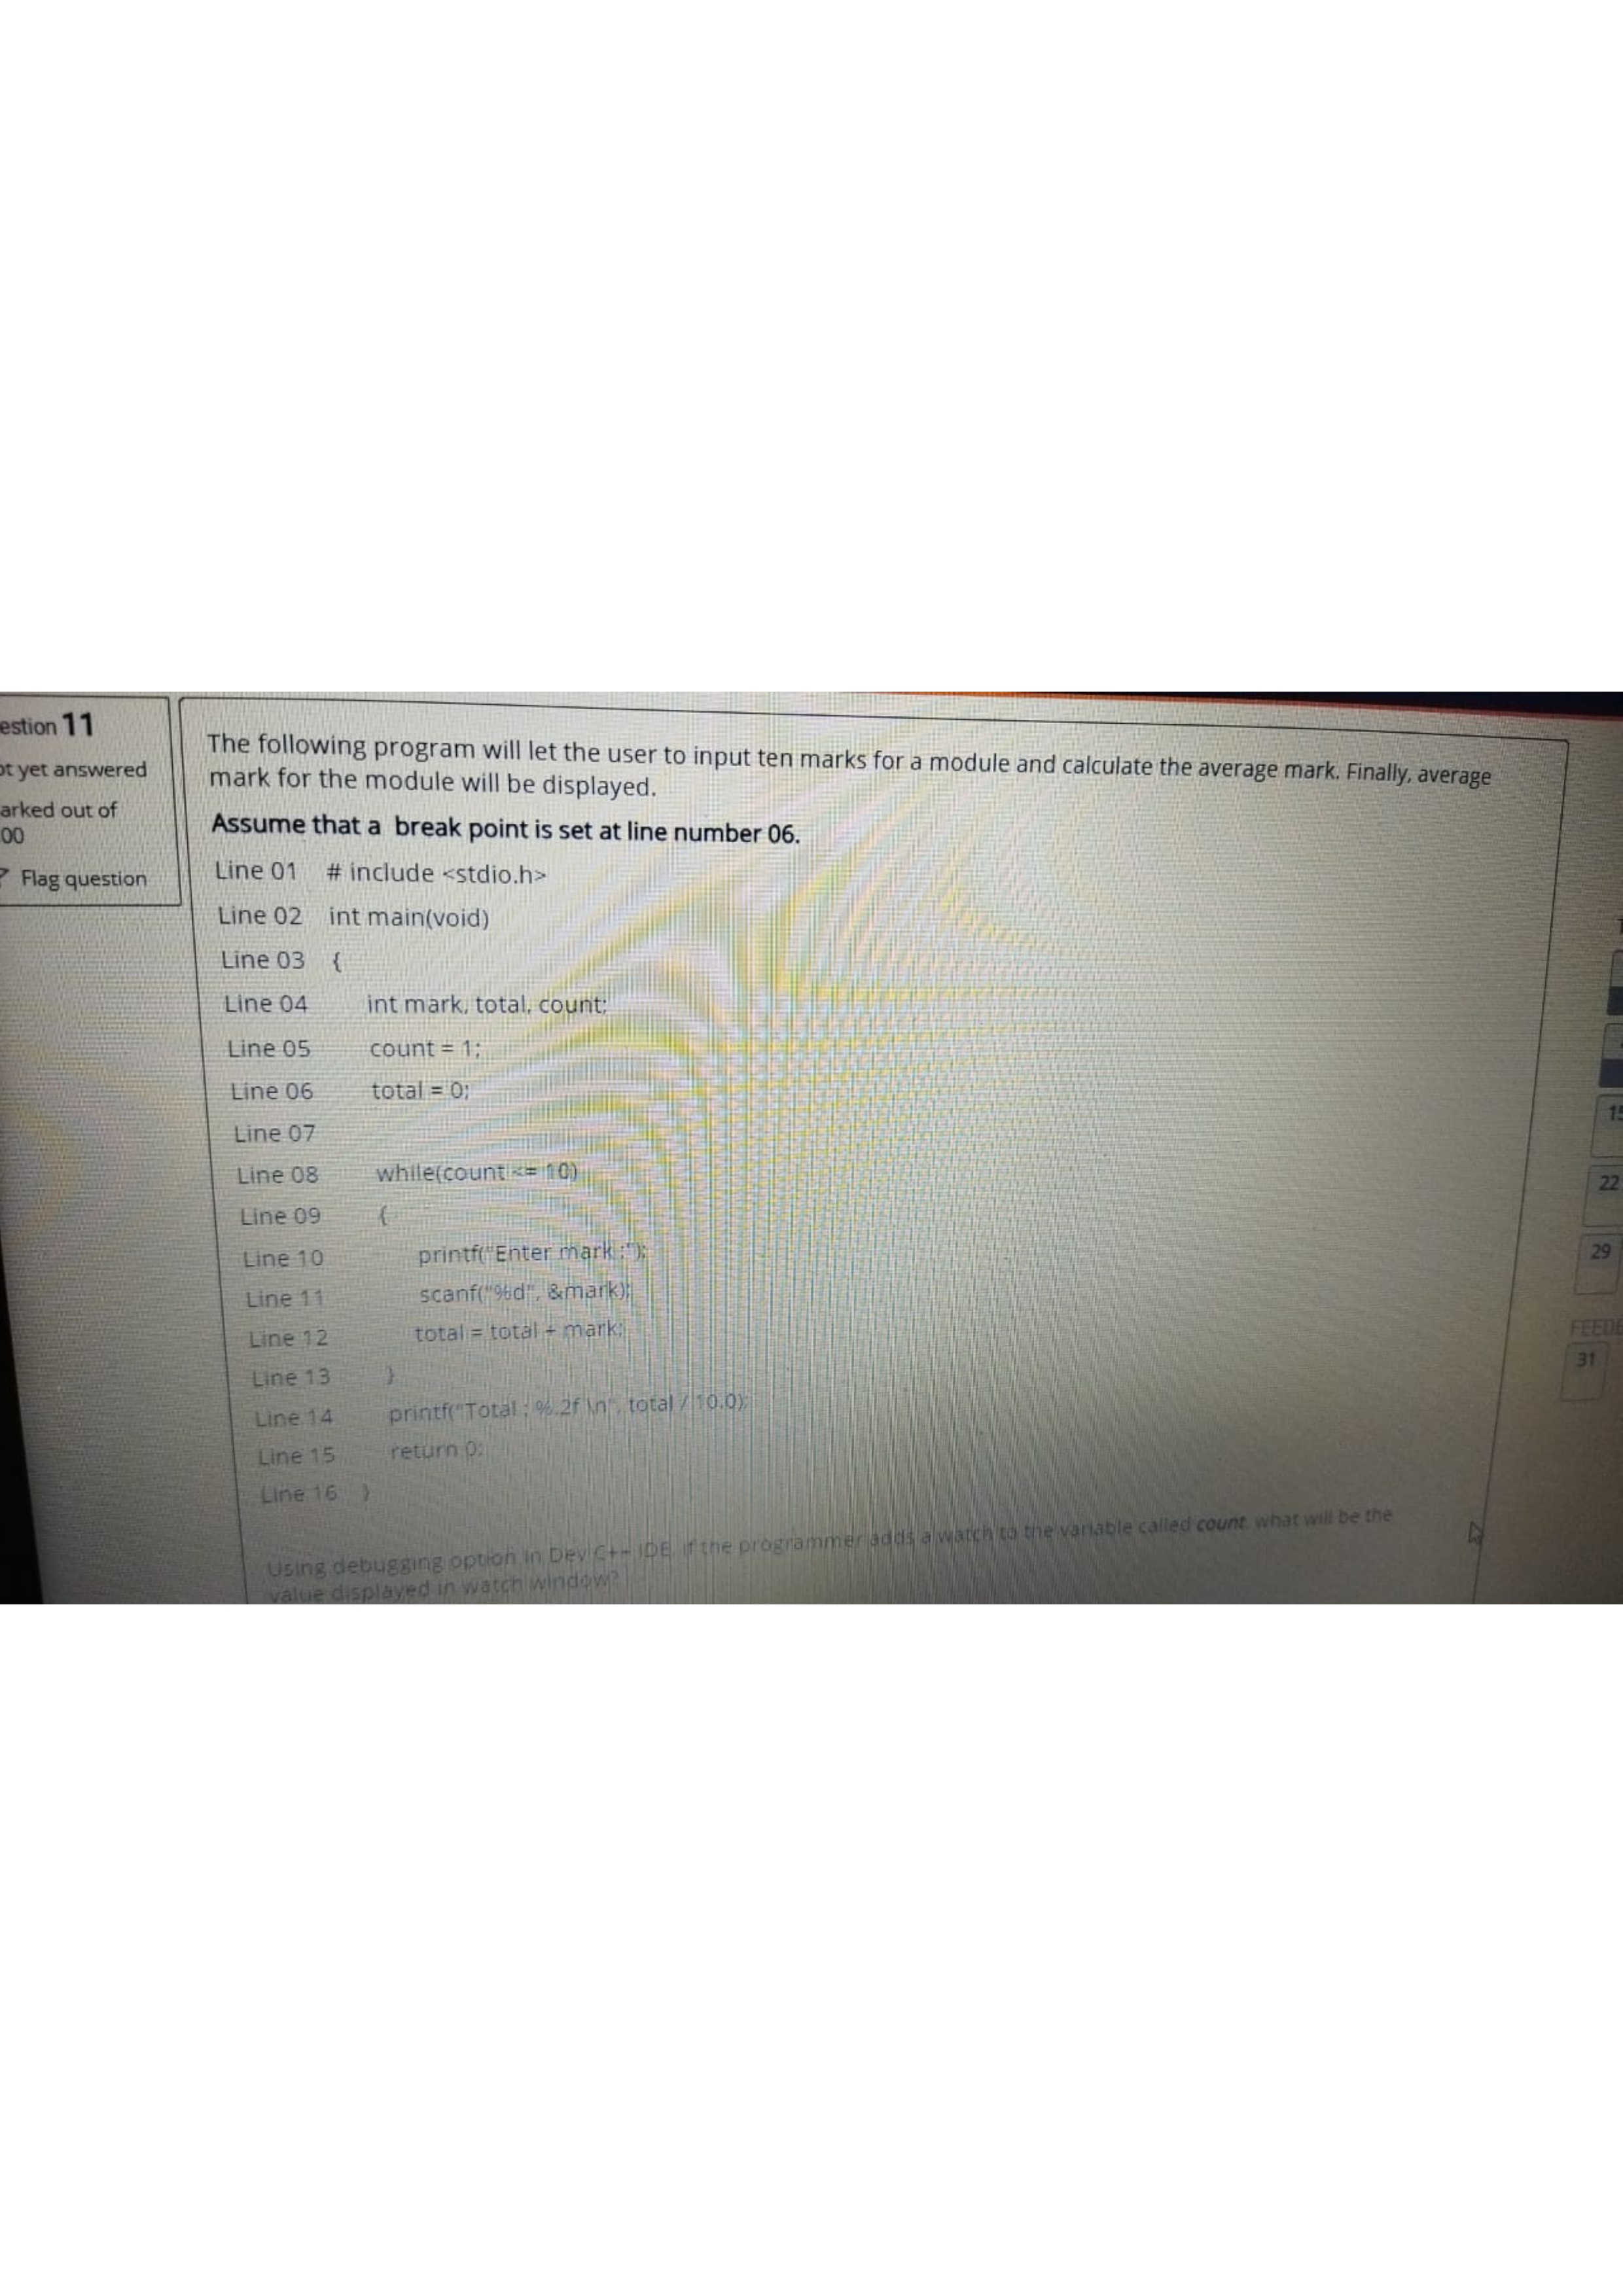 estion 11
ot yet answered
arked out of
00
Flag question
The following program will let the user to input ten marks for a module and calculate the average mark. Finally, average
mark for the module will be displayed.
Assume that a break point is set at line number 06.
Line 01 # include <stdio.h>
Line 02 int main(void)
Line 03 {
Line 04 int mark, total, count;
Line 05 count = 1;
Line 06 total = 0;
Line 07
Line 08 while(count <= 10)
Line 09 {
Line 10 printf("Enter mark :");
Line 11 scanf("%d", &mark);
Line 12 total = total + mark;
Line 13 }
Line 14 printf("Total : %.2f \n", total / 10.0);
Line 15 return 0;
Line 16 }
Using debugging option in Dev C++ IDE, if the programmer adds a watch to the variable called count, what will be the
value displayed in watch window?
22
29
FEEDB
31